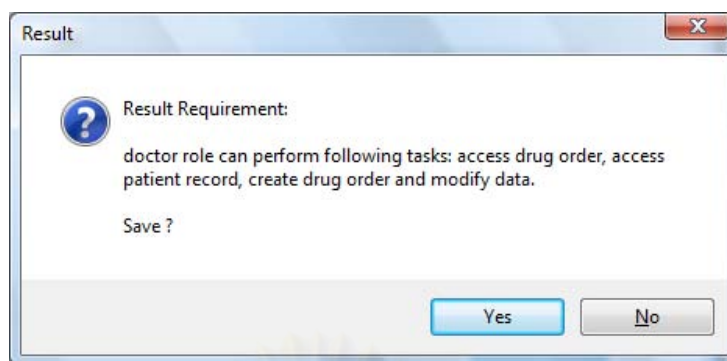 Result
Result Requirement:
doctor role can perform following tasks: access drug order, access
patient record, create drug order and modify data.
Save ?
Yes
No